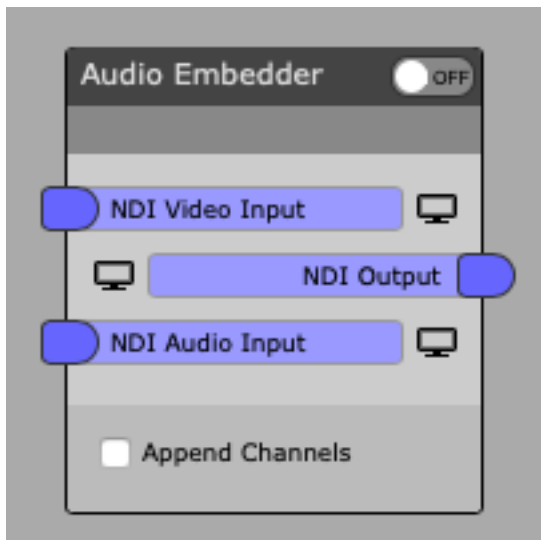 Audio Embedder OFF
NDI Video Input
NDI Output
NDI Audio Input
Append Channels